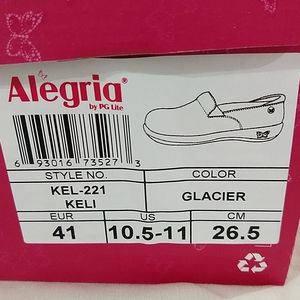 Alegria®
by PG Lite
6 93016 73527 3
STYLE NO.
COLOR
KEL-221
KELI
GLACIER
EUR
US
CM
41
10.5-11
26.5